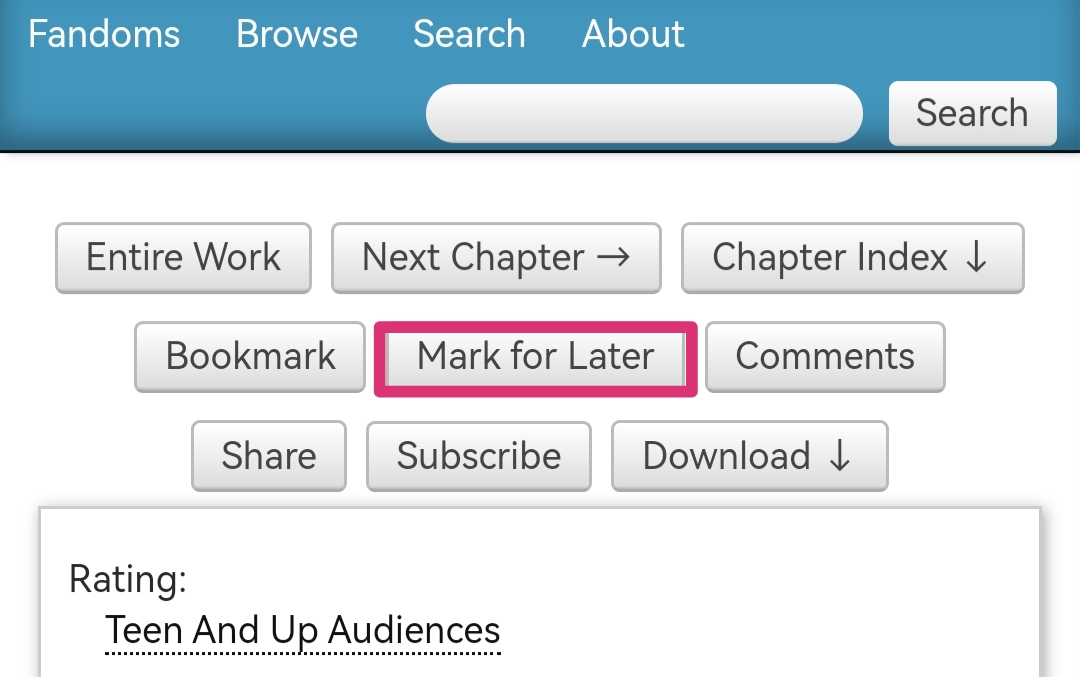 Fandoms Browse Search About
Search
Entire Work Next Chapter → Chapter Index ↓
Bookmark Mark for Later Comments
Share Subscribe Download ↓
Rating:
Teen And Up Audiences